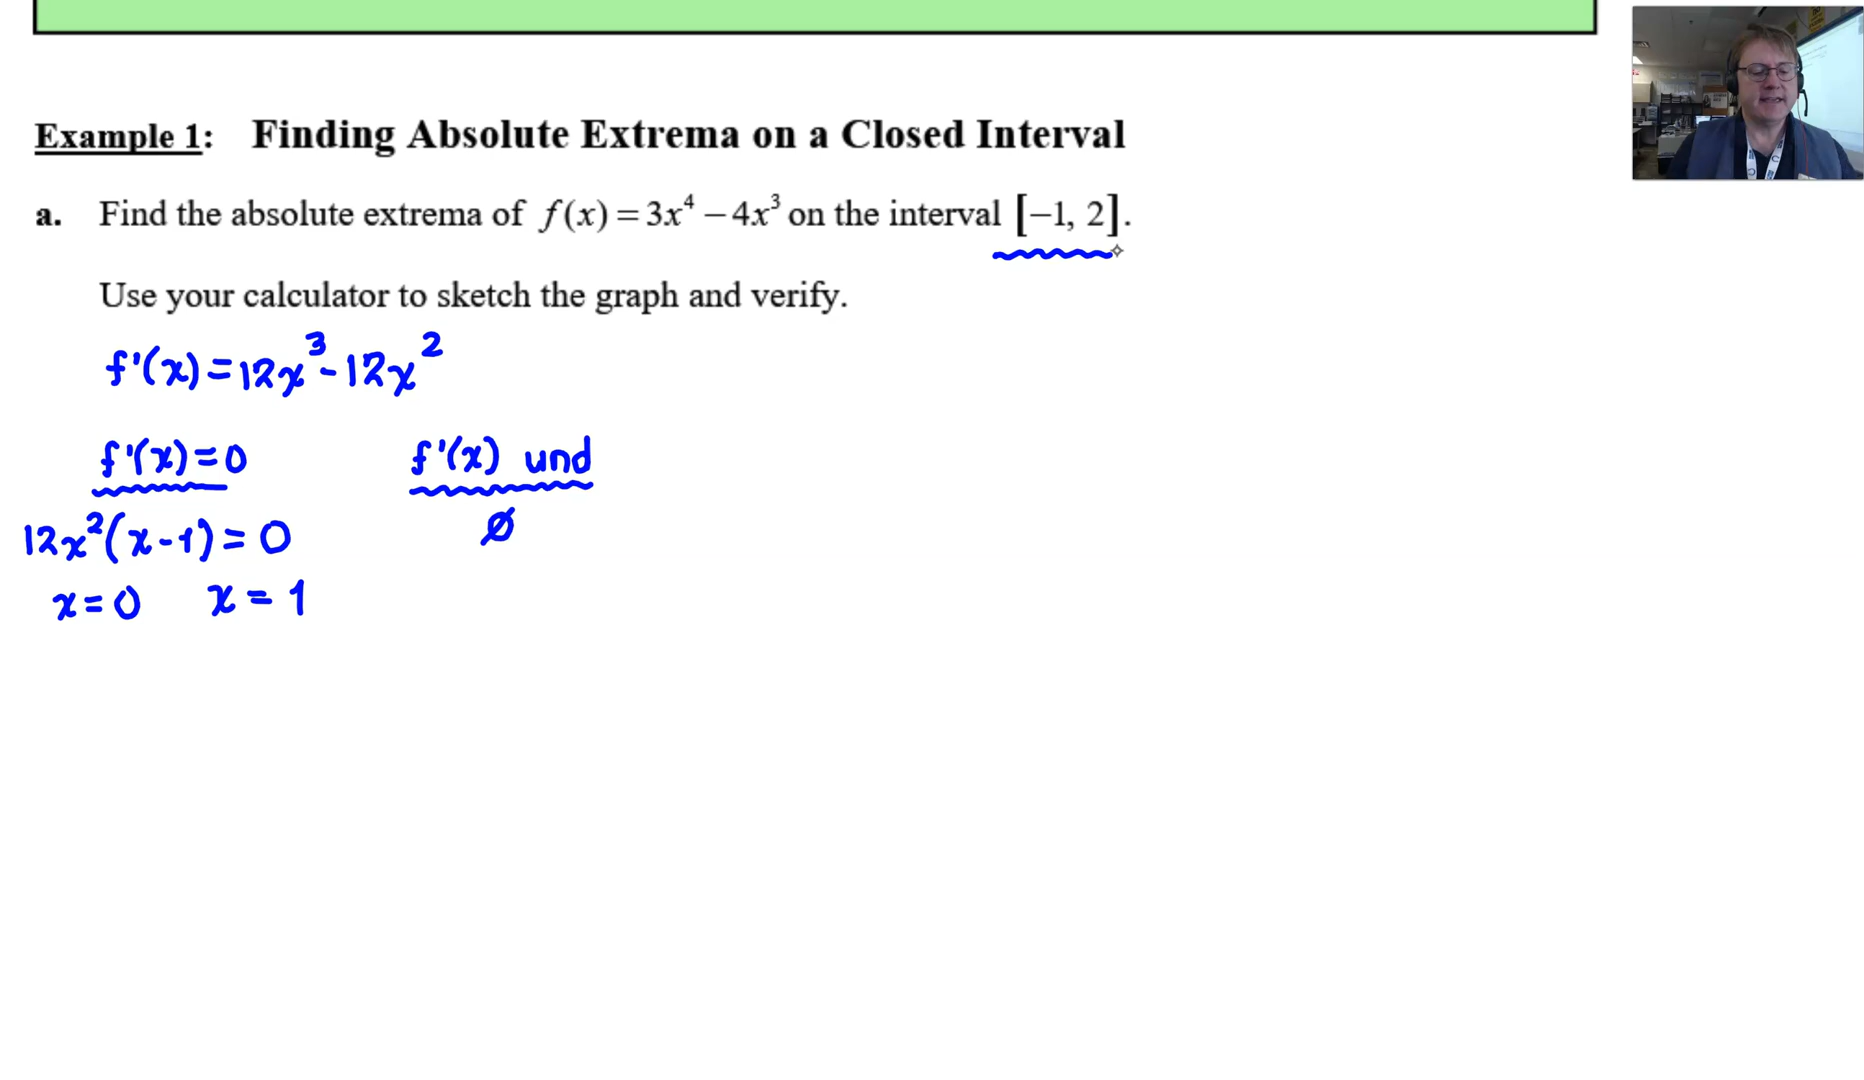 Example 1: Finding Absolute Extrema on a Closed Interval
a. Find the absolute extrema of f(x) = 3x⁴ − 4x³ on the interval [−1, 2].
Use your calculator to sketch the graph and verify.
f'(x) = 12x³ - 12x²
f'(x) = 0 f'(x) und
12x²(x - 1) = 0 ∅
x = 0 x = 1